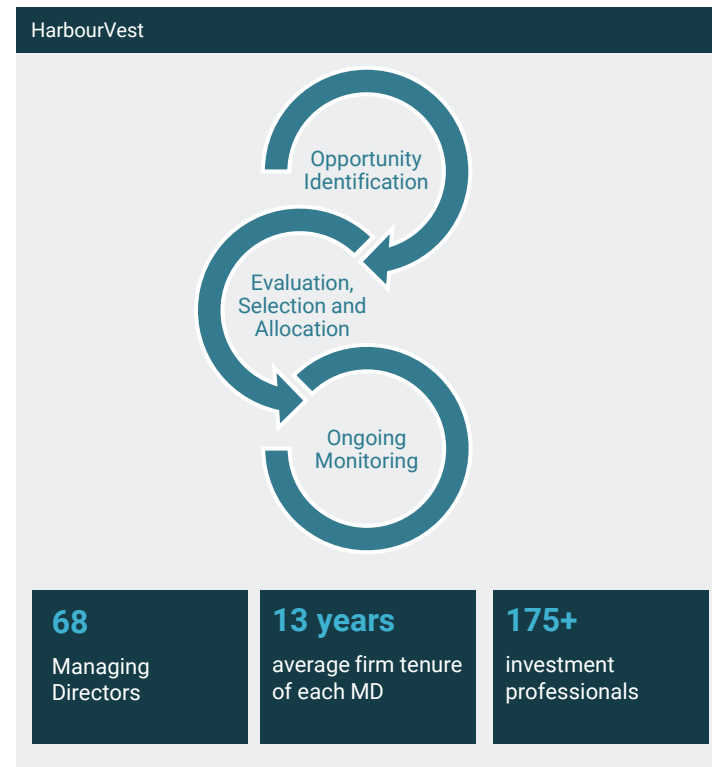 HarbourVest
Opportunity
Identification
Evaluation,
Selection and
Allocation
Ongoing
Monitoring
68
Managing
Directors
13 years
average firm tenure
of each MD
175+
investment
professionals